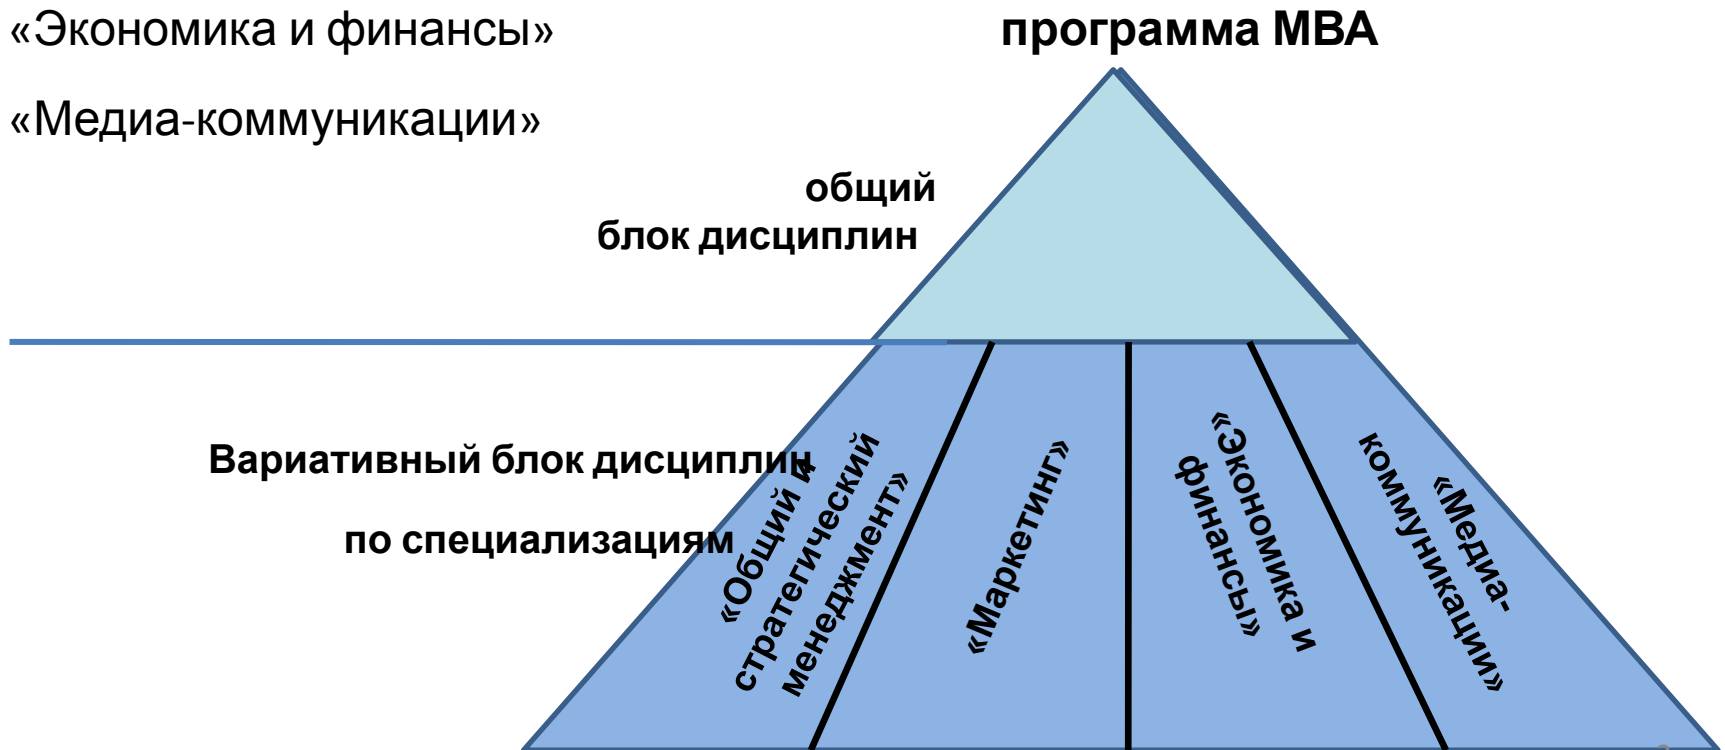 «Экономика и финансы»
программа МВА
«Медиа-коммуникации»
общий
блок дисциплин
Вариативный блок дисциплин
по специализациям
«Общий и
стратегический
менеджмент»
«Маркетинг»
«Экономика и
финансы»
«Медиа-
коммуникации»